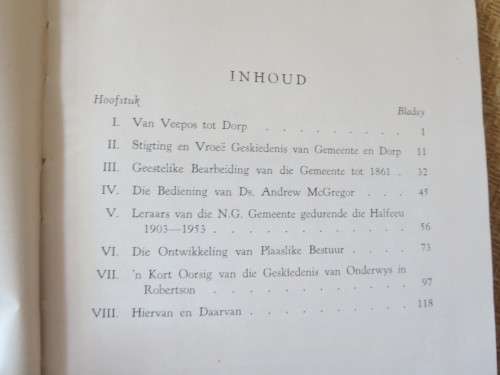 INHOUD
Hoofstuk Bladsy
I. Van Veepos tot Dorp . . . . . . . . . 1
II. Stigting en Vroeë Geskiedenis van Gemeente en Dorp 11
III. Geestelike Bearbeiding van die Gemeente tot 1861 . 32
IV. Die Bediening van Ds. Andrew McGregor . . . 45
V. Leraars van die N.G. Gemeente gedurende die Halfeeu
1903—1953 . . . . . . . . . . . 56
VI. Die Ontwikkeling van Plaaslike Bestuur . . . . 73
VII. 'n Kort Oorsig van die Geskiedenis van Onderwys in
Robertson . . . . . . . . . . . 97
VIII. Hiervan en Daarvan . . . . . . . . . 118